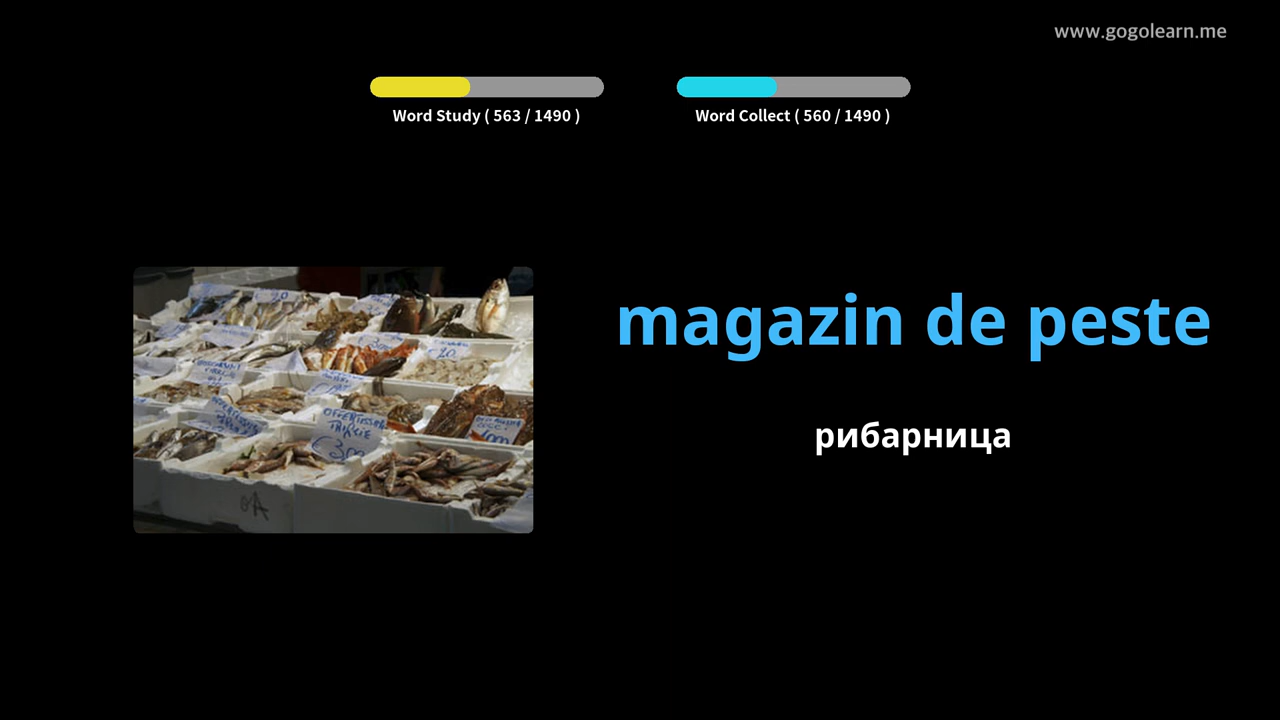 www.gogolearn.me
Word Study ( 563 / 1490 )
Word Collect ( 560 / 1490 )
magazin de peste
рибарница